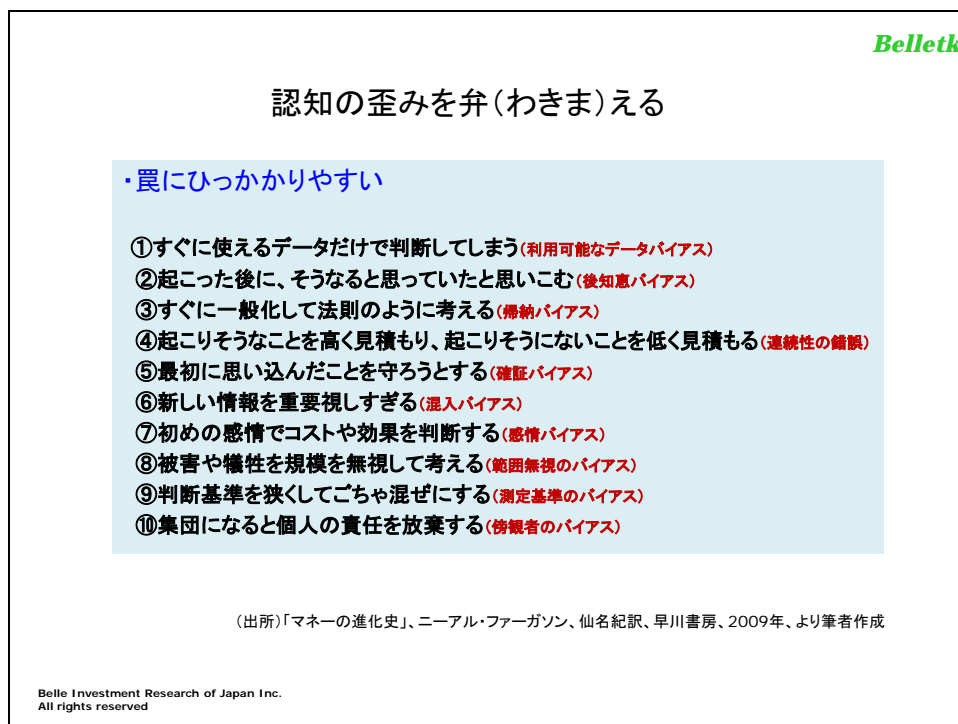 Belletk
認知の歪みを弁(わきま)える
・罠にひっかかりやすい
①すぐに使えるデータだけで判断してしまう(利用可能なデータバイアス)
②起こった後に、そうなると思っていたと思いこむ(後知恵バイアス)
③すぐに一般化して法則のように考える(帰納バイアス)
④起こりそうなことを高く見積もり、起こりそうにないことを低く見積もる(連続性の錯誤)
⑤最初に思い込んだことを守ろうとする(確証バイアス)
⑥新しい情報を重要視しすぎる(混入バイアス)
⑦初めの感情でコストや効果を判断する(感情バイアス)
⑧被害や犠牲を規模を無視して考える(範囲無視のバイアス)
⑨判断基準を狭くしてごちゃ混ぜにする(測定基準のバイアス)
⑩集団になると個人の責任を放棄する(傍観者のバイアス)
(出所)「マネーの進化史」、ニーアル・ファーガソン、仙名紀訳、早川書房、2009年、より筆者作成
Belle Investment Research of Japan Inc.
All rights reserved